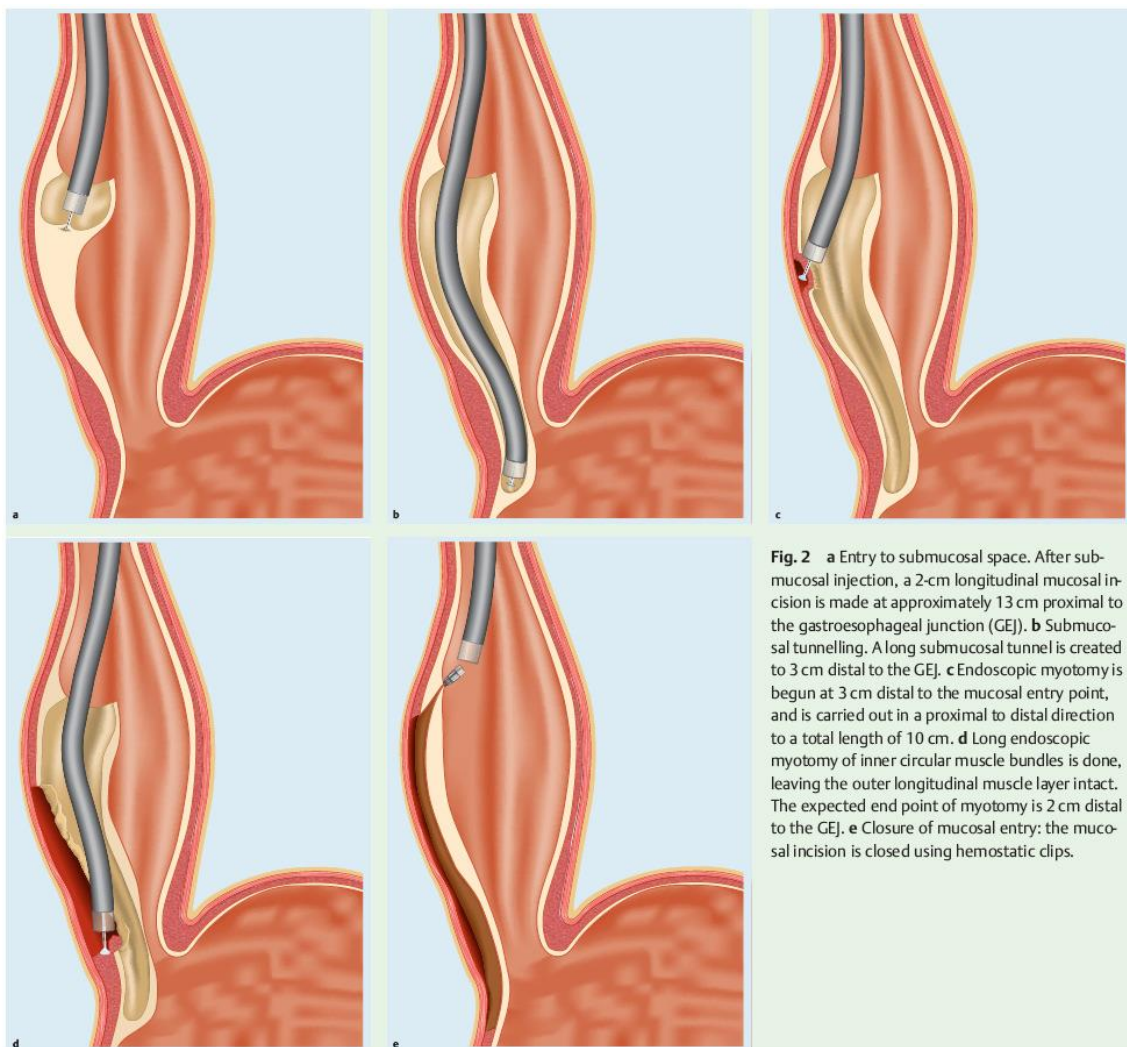 a
b
c
d
e
Fig. 2 a Entry to submucosal space. After sub-
mucosal injection, a 2-cm longitudinal mucosal in-
cision is made at approximately 13 cm proximal to
the gastroesophageal junction (GEJ). b Submuco-
sal tunnelling. A long submucosal tunnel is created
to 3 cm distal to the GEJ. c Endoscopic myotomy is
begun at 3 cm distal to the mucosal entry point,
and is carried out in a proximal to distal direction
to a total length of 10 cm. d Long endoscopic
myotomy of inner circular muscle bundles is done,
leaving the outer longitudinal muscle layer intact.
The expected end point of myotomy is 2 cm distal
to the GEJ. e Closure of mucosal entry: the muco-
sal incision is closed using hemostatic clips.